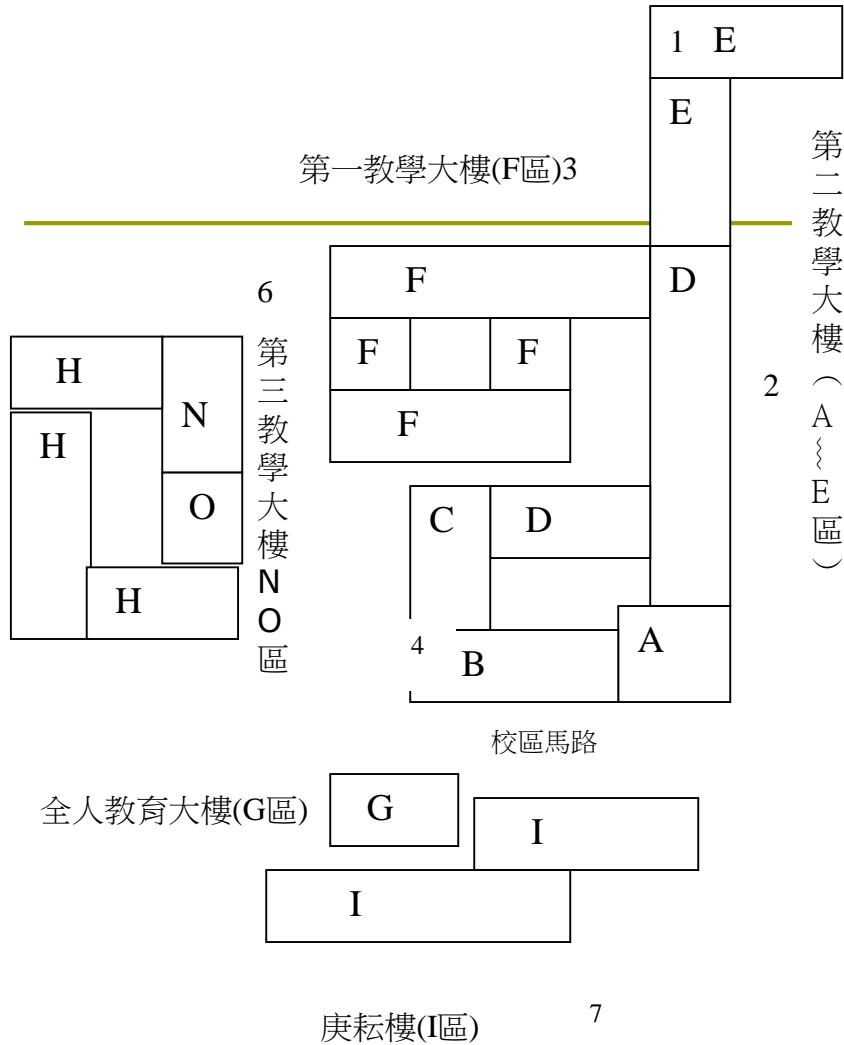 1 E
E
第一教學大樓(F區)3
第二教學大樓（A~E區）
F
D
6
F
F
H
第三教學大樓NO區
2
N
F
H
O
C
D
H
4
B
A
校區馬路
全人教育大樓(G區)
G
I
I
庚耘樓(I區)
7